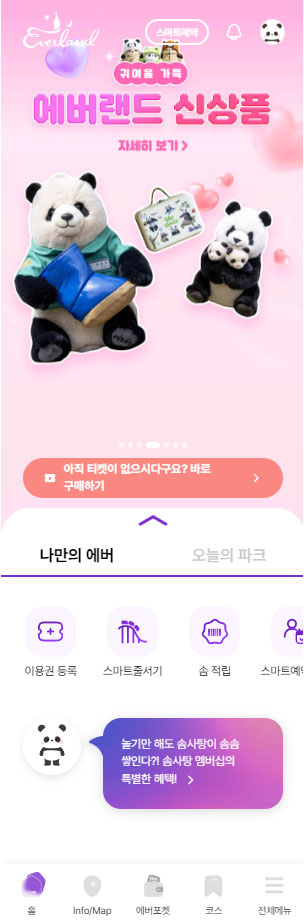 Everland
스마트예약
귀여움 가득
에버랜드 신상품
자세히 보기
아직 티켓이 없으시다구요? 바로
구매하기
나만의 에버
오늘의 파크
이용권 등록
스마트줄서기
솜 적립
스마트예약
놀기만 해도 솜사탕이 솜솜
쌓인다?! 솜사탕 멤버십의
특별한 혜택!
홈
Info/Map
에버포켓
코스
전체메뉴